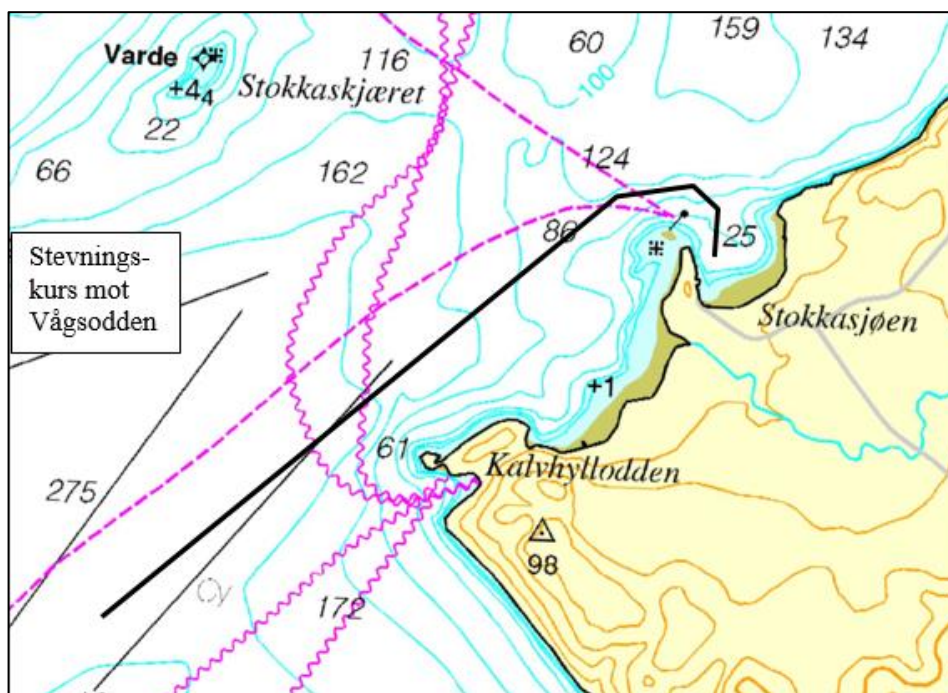 159
60
134
116
Varde
100
Stokkaskjæret
+4₄
22
124
66
162
86
25
Stevnings-
kurs mot
Vågsodden
Stokkasjøen
+1
61
Kalvhyllodden
275
98
Cy
172